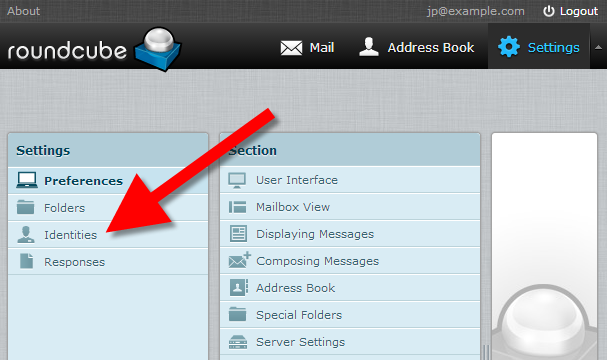 About
jp@example.com
Logout
roundcube
Mail
Address Book
Settings
Settings
Preferences
Folders
Identities
Responses
Section
User Interface
Mailbox View
Displaying Messages
Composing Messages
Address Book
Special Folders
Server Settings